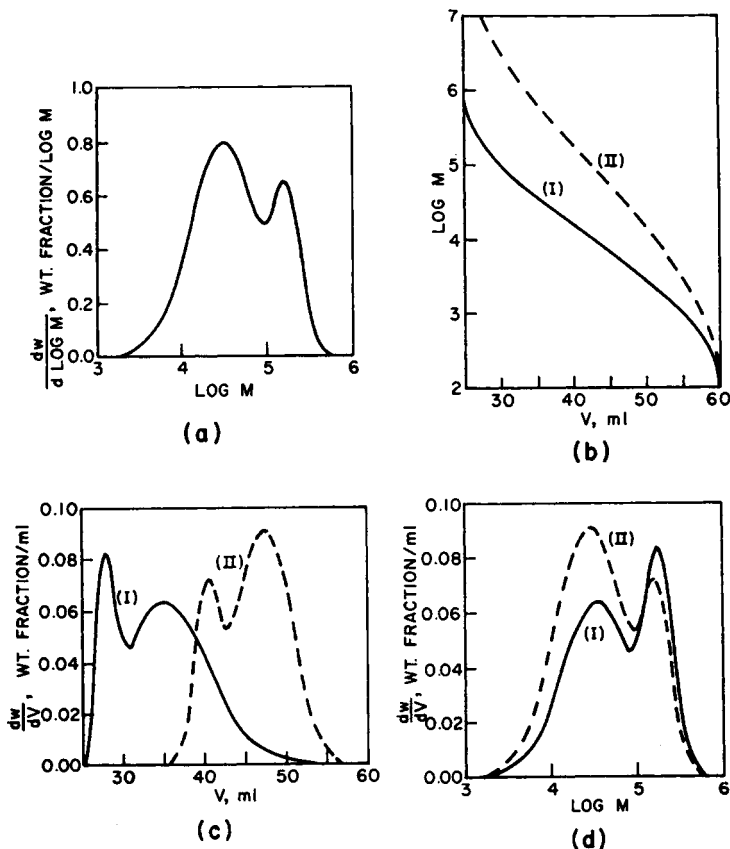 1.0
0.8
0.6
0.4
0.2
0.0
dw
d LOG M, WT. FRACTION/LOG M
3 4 5 6
LOG M
(a)
7
6
5
4
3
2
LOG M
(II)
(I)
30 40 50 60
V, ml
(b)
0.10
0.08
0.06
0.04
0.02
0.00
dw
dV, WT. FRACTION/ml
(I)
(II)
30 40 50 60
V, ml
(c)
0.10
0.08
0.06
0.04
0.02
0.00
dw
dV, WT. FRACTION/ml
(II)
(I)
3 4 5 6
LOG M
(d)